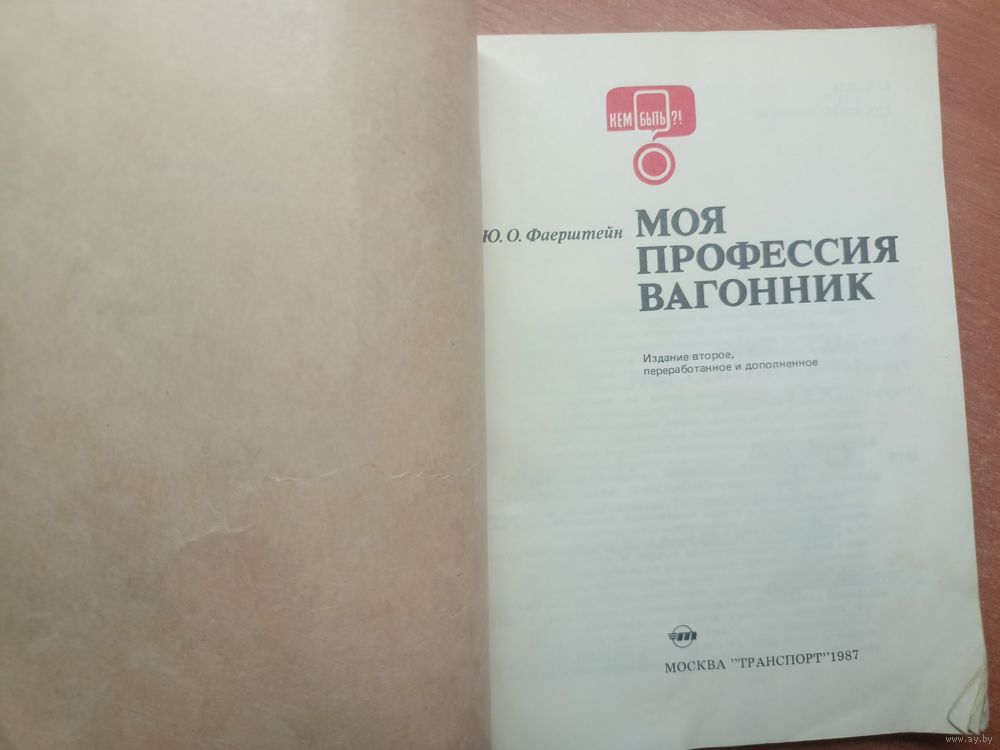 КЕМ БЫТЬ?!
Ю. О. Фаерштейн
МОЯ
ПРОФЕССИЯ
ВАГОННИК
Издание второе,
переработанное и дополненное
МОСКВА "ТРАНСПОРТ" 1987
www.ay.by